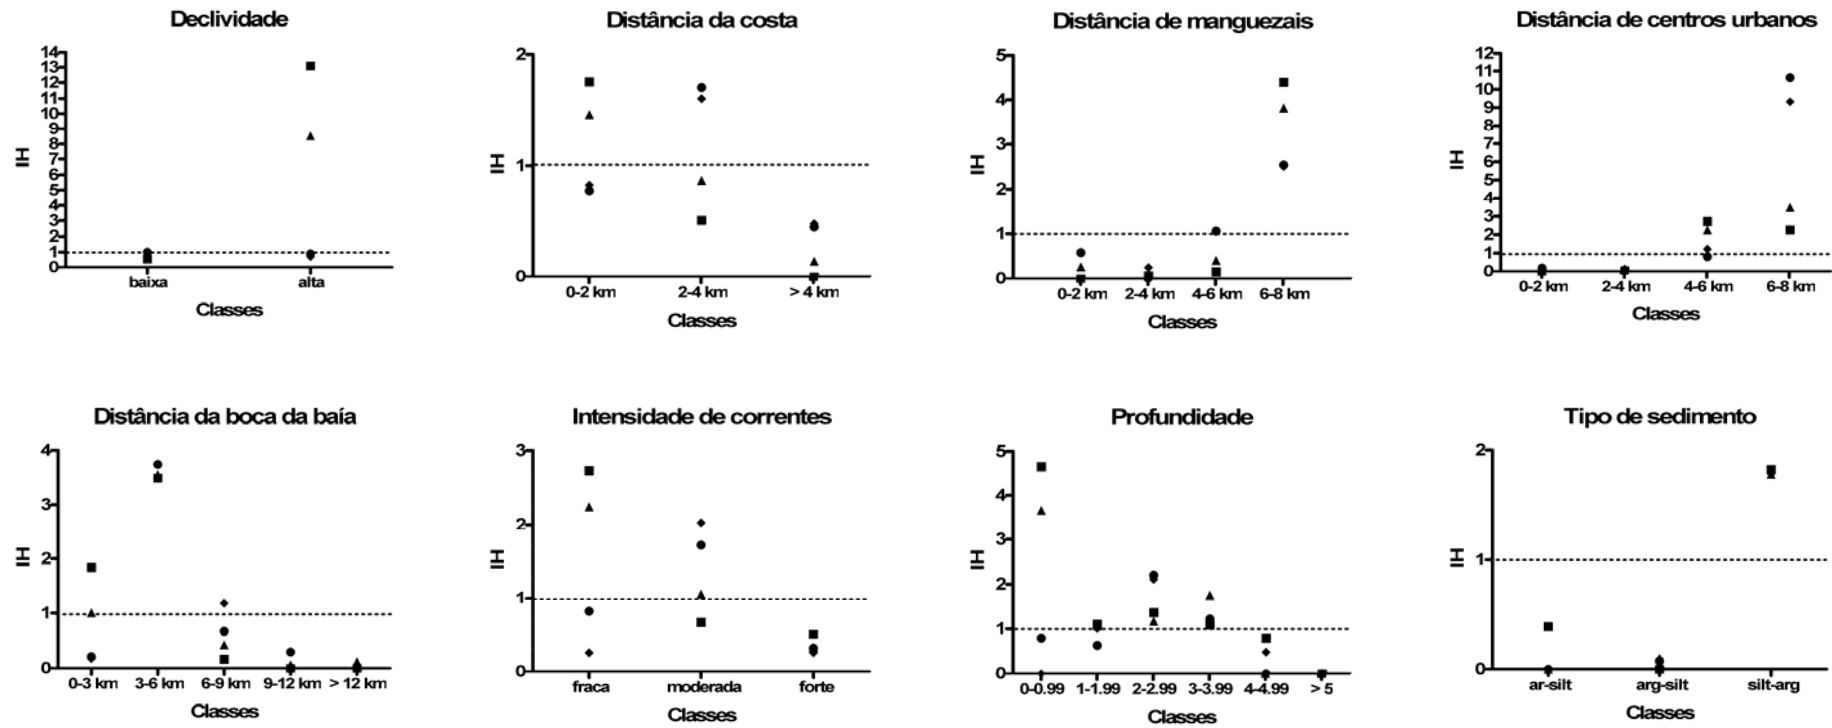 Declividade
14
13
12
11
10
9
8
7
6
5
4
3
2
1
0
IH
baixa alta
Classes
Distância da costa
2
1
0
IH
0-2 km 2-4 km > 4 km
Classes
Distância de manguezais
5
4
3
2
1
0
IH
0-2 km 2-4 km 4-6 km 6-8 km
Classes
Distância de centros urbanos
12
11
10
9
8
7
6
5
4
3
2
1
0
IH
0-2 km 2-4 km 4-6 km 6-8 km
Classes
Distância da boca da baía
4
3
2
1
0
IH
0-3 km 3-6 km 6-9 km 9-12 km > 12 km
Classes
Intensidade de correntes
3
2
1
0
IH
fraca moderada forte
Classes
Profundidade
5
4
3
2
1
0
IH
0-0.99 1-1.99 2-2.99 3-3.99 4-4.99 > 5
Classes
Tipo de sedimento
2
1
0
IH
ar-silt arg-silt silt-arg
Classes